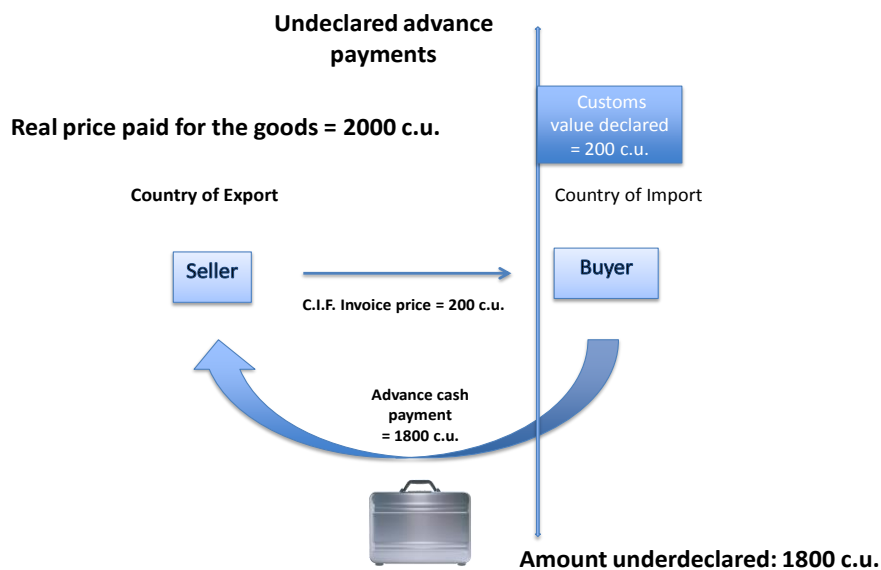 Undeclared advance
payments
Real price paid for the goods = 2000 c.u.
Customs
value declared
= 200 c.u.
Country of Export
Country of Import
Seller
Buyer
C.I.F. Invoice price = 200 c.u.
Advance cash
payment
= 1800 c.u.
Amount underdeclared: 1800 c.u.